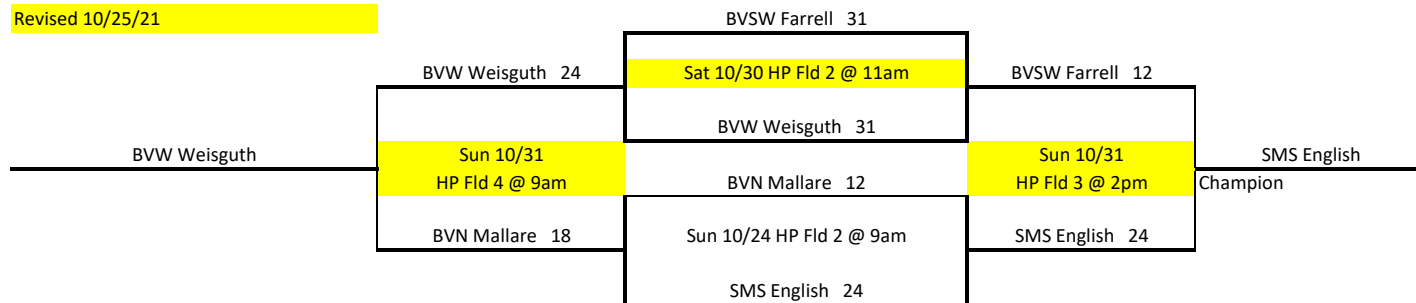 Revised 10/25/21
BVSW Farrell 31
BVW Weisguth 24
Sat 10/30 HP Fld 2 @ 11am
BVSW Farrell 12
BVW Weisguth 31
BVW Weisguth
Sun 10/31
HP Fld 4 @ 9am
BVN Mallare 12
Sun 10/31
HP Fld 3 @ 2pm
SMS English
Champion
BVN Mallare 18
Sun 10/24 HP Fld 2 @ 9am
SMS English 24
SMS English 24